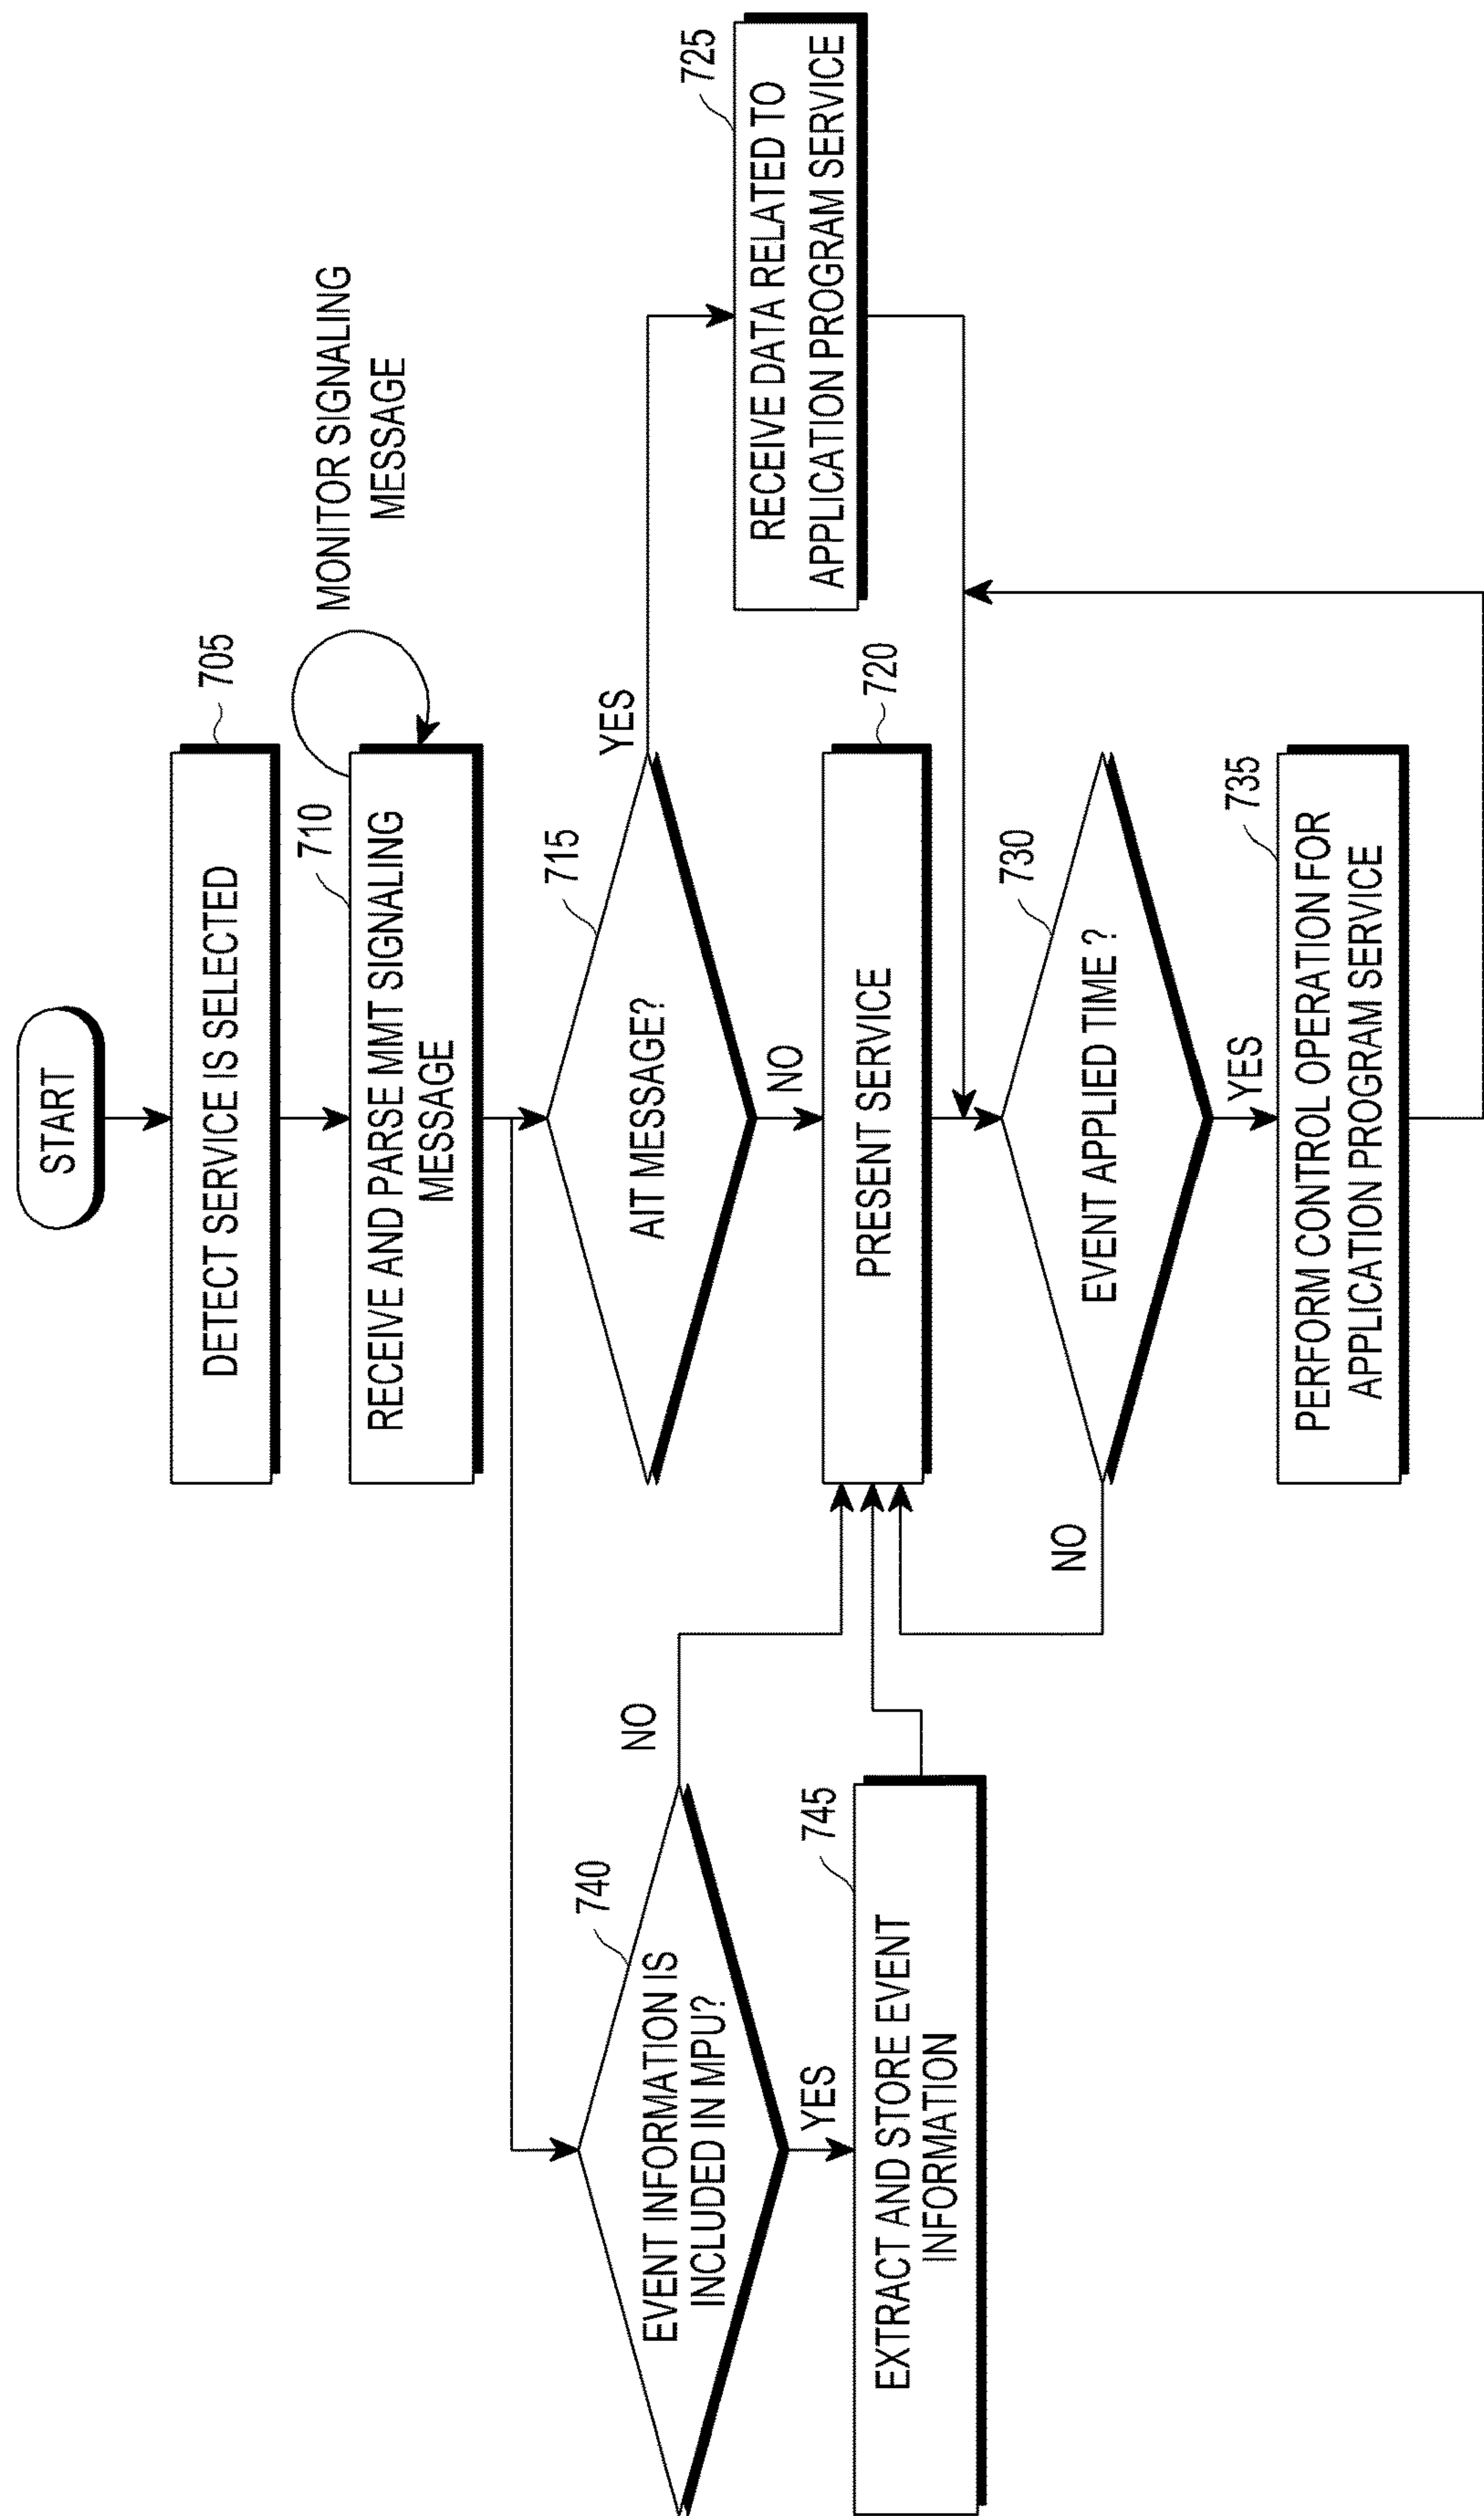 START
705
DETECT SERVICE IS SELECTED
710
RECEIVE AND PARSE MMT SIGNALING
MESSAGE
MONITOR SIGNALING
MESSAGE
715
AIT MESSAGE?
YES
NO
725
RECEIVE DATA RELATED TO
APPLICATION PROGRAM SERVICE
740
EVENT INFORMATION IS
INCLUDED IN MPU?
NO
YES
745
EXTRACT AND STORE EVENT
INFORMATION
720
PRESENT SERVICE
730
EVENT APPLIED TIME ?
NO
YES
735
PERFORM CONTROL OPERATION FOR
APPLICATION PROGRAM SERVICE